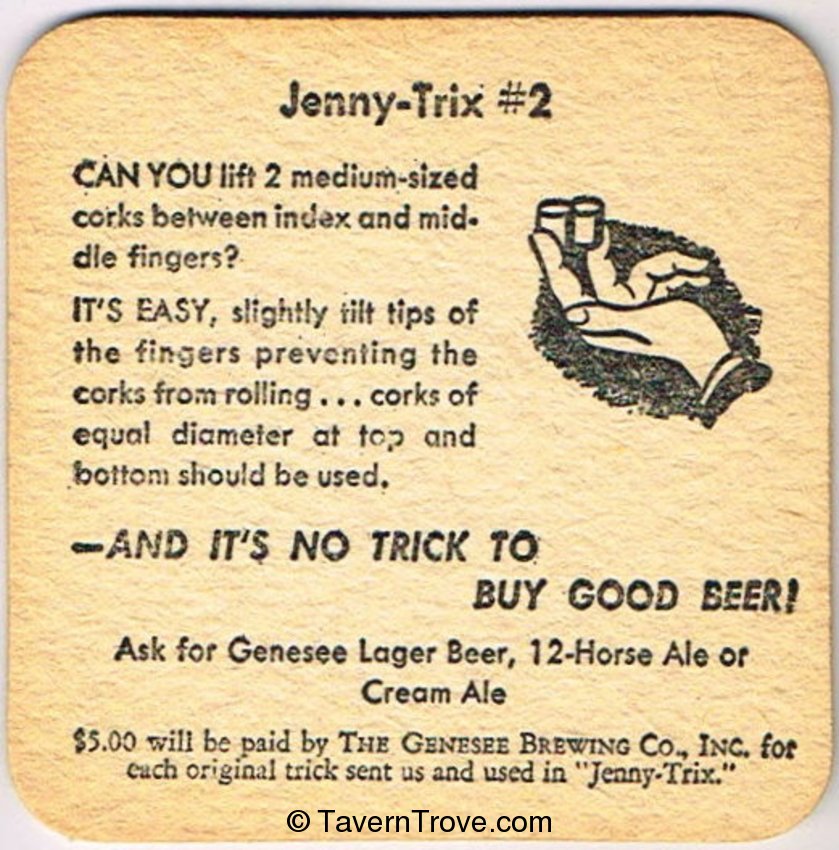 Jenny-Trix #2
CAN YOU lift 2 medium-sized
corks between index and mid-
dle fingers?
IT'S EASY, slightly tilt tips of
the fingers preventing the
corks from rolling . . . corks of
equal diameter at top and
bottom should be used.
—AND IT'S NO TRICK TO
BUY GOOD BEER!
Ask for Genesee Lager Beer, 12-Horse Ale or
Cream Ale
$5.00 will be paid by THE GENESEE BREWING CO., INC. for
each original trick sent us and used in "Jenny-Trix."
© TavernTrove.com